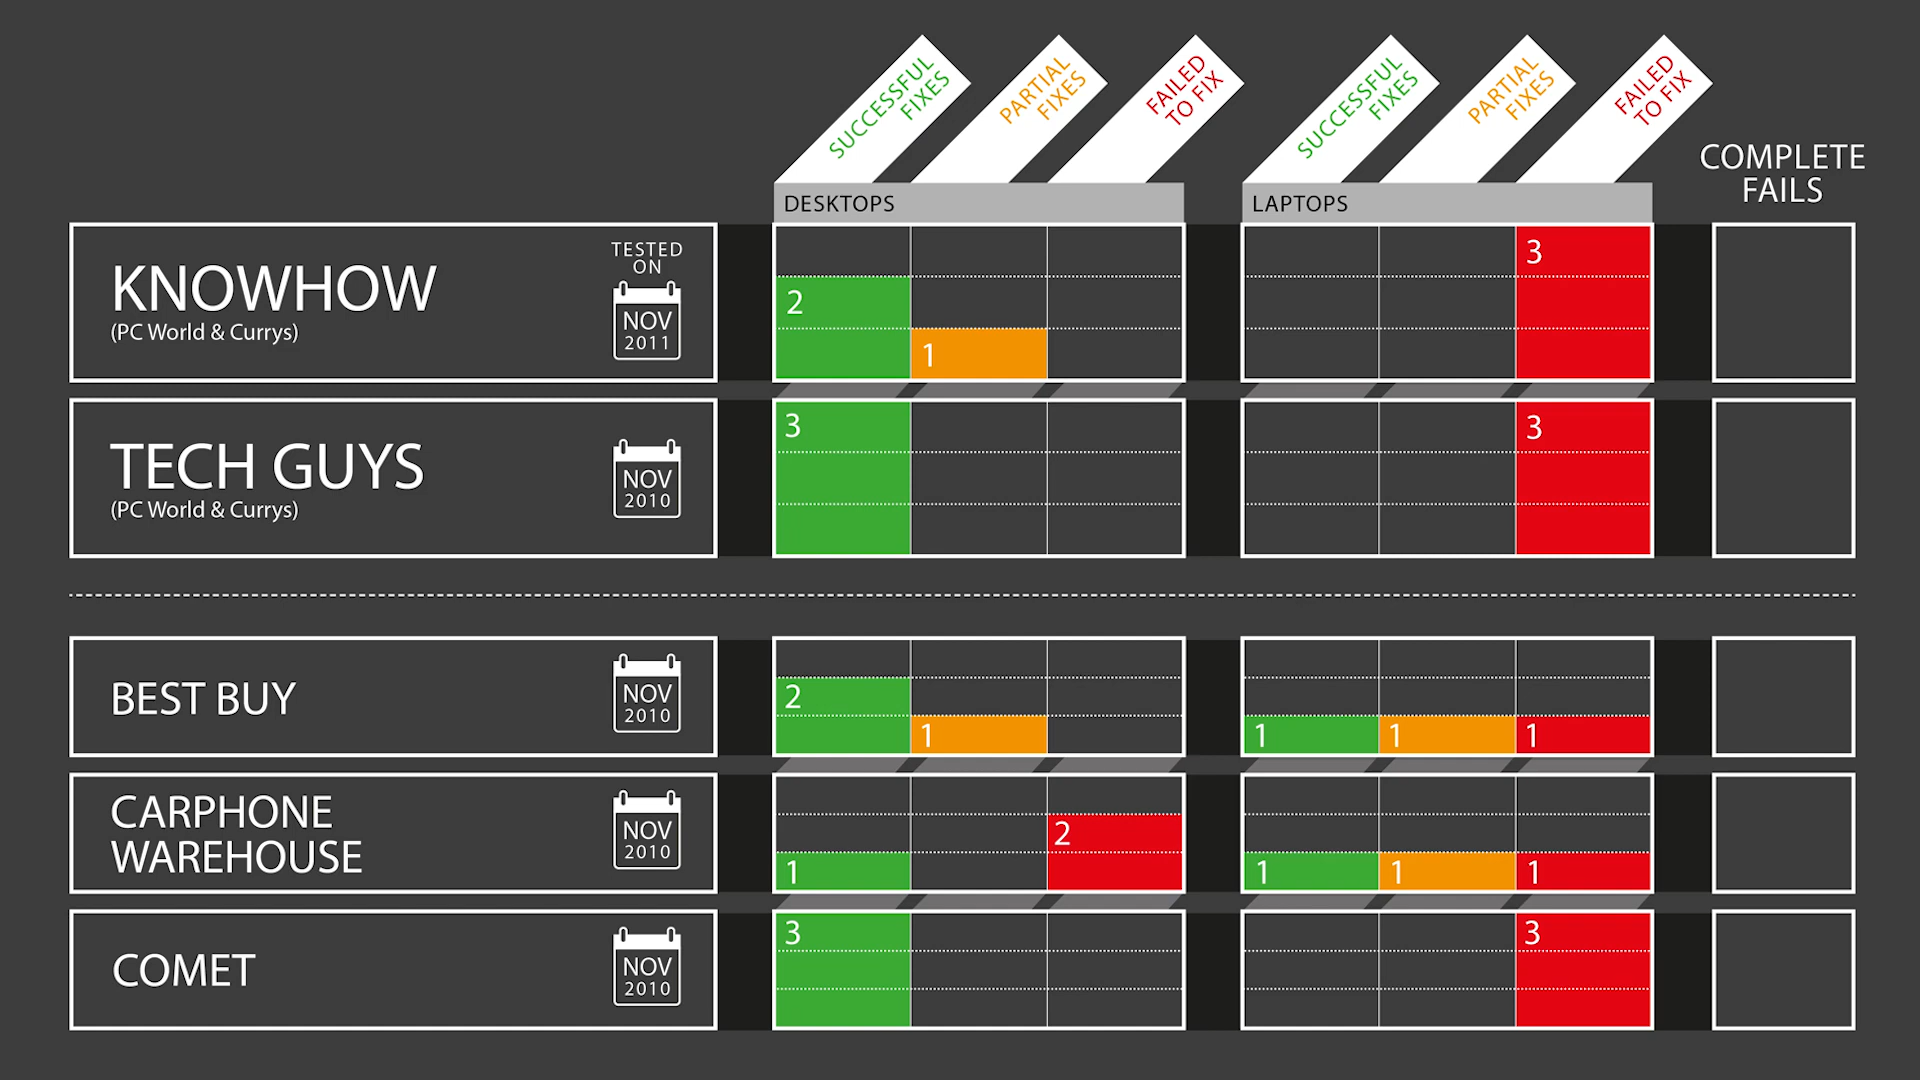 SUCCESSFUL
FIXES
PARTIAL
FIXES
FAILED
TO FIX
SUCCESSFUL
FIXES
PARTIAL
FIXES
FAILED
TO FIX
COMPLETE
FAILS
DESKTOPS
LAPTOPS
KNOWHOW
(PC World & Currys)
TESTED
ON
NOV
2011
2
1
3
TECH GUYS
(PC World & Currys)
NOV
2010
3
3
BEST BUY
NOV
2010
2
1
1
1
1
CARPHONE
WAREHOUSE
NOV
2010
1
2
1
1
1
COMET
NOV
2010
3
3